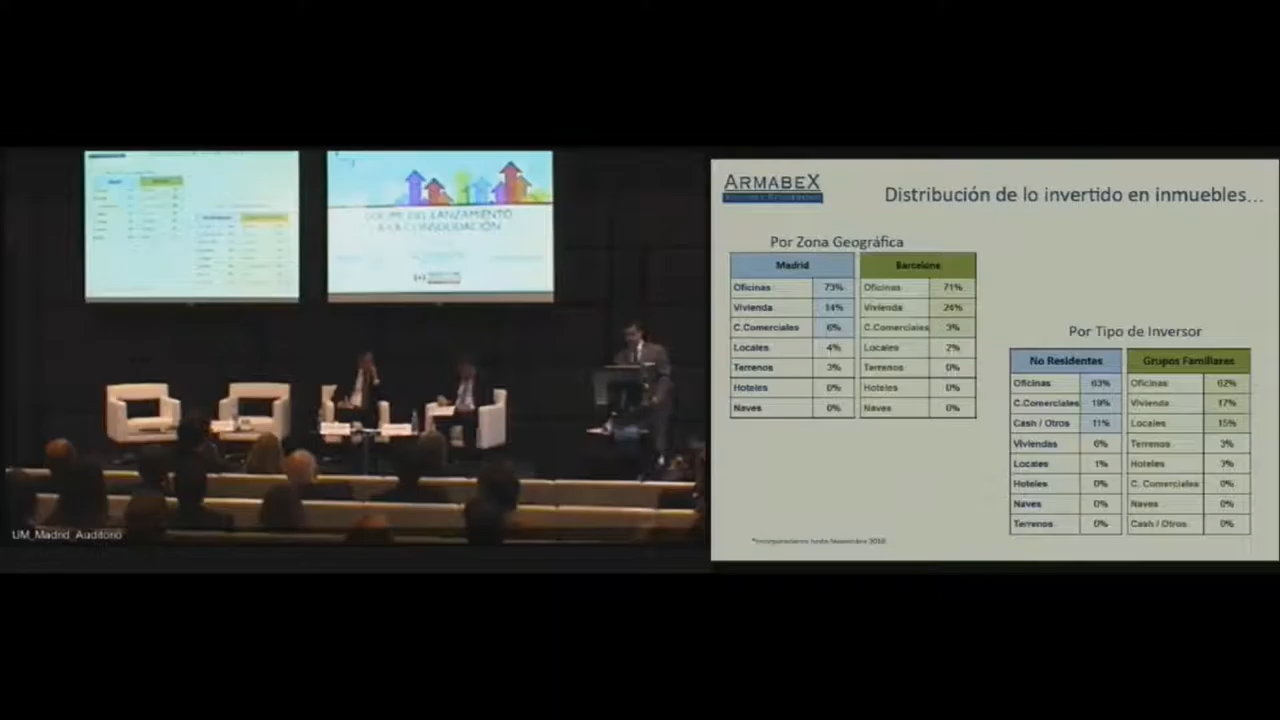 ARMABEX
Distribución de lo invertido en inmuebles...
Por Zona Geográfica
Madrid
Oficinas 73%
Vivienda 14%
C.Comerciales 6%
Locales 4%
Terrenos 3%
Hoteles 0%
Naves 0%
Barcelona
Oficinas 71%
Vivienda 24%
C.Comerciales 3%
Locales 2%
Terrenos 0%
Hoteles 0%
Naves 0%
Por Tipo de Inversor
No Residentes
Oficinas 63%
C.Comerciales 19%
Cash / Otros 11%
Viviendas 6%
Locales 1%
Hoteles 0%
Naves 0%
Terrenos 0%
Grupos Familiares
Oficinas 62%
Vivienda 17%
Locales 15%
Terrenos 3%
Hoteles 3%
C. Comerciales 0%
Naves 0%
Cash / Otros 0%
DEL LANZAMIENTO
A LA CONSOLIDACIÓN
UM_Madrid_Auditorio